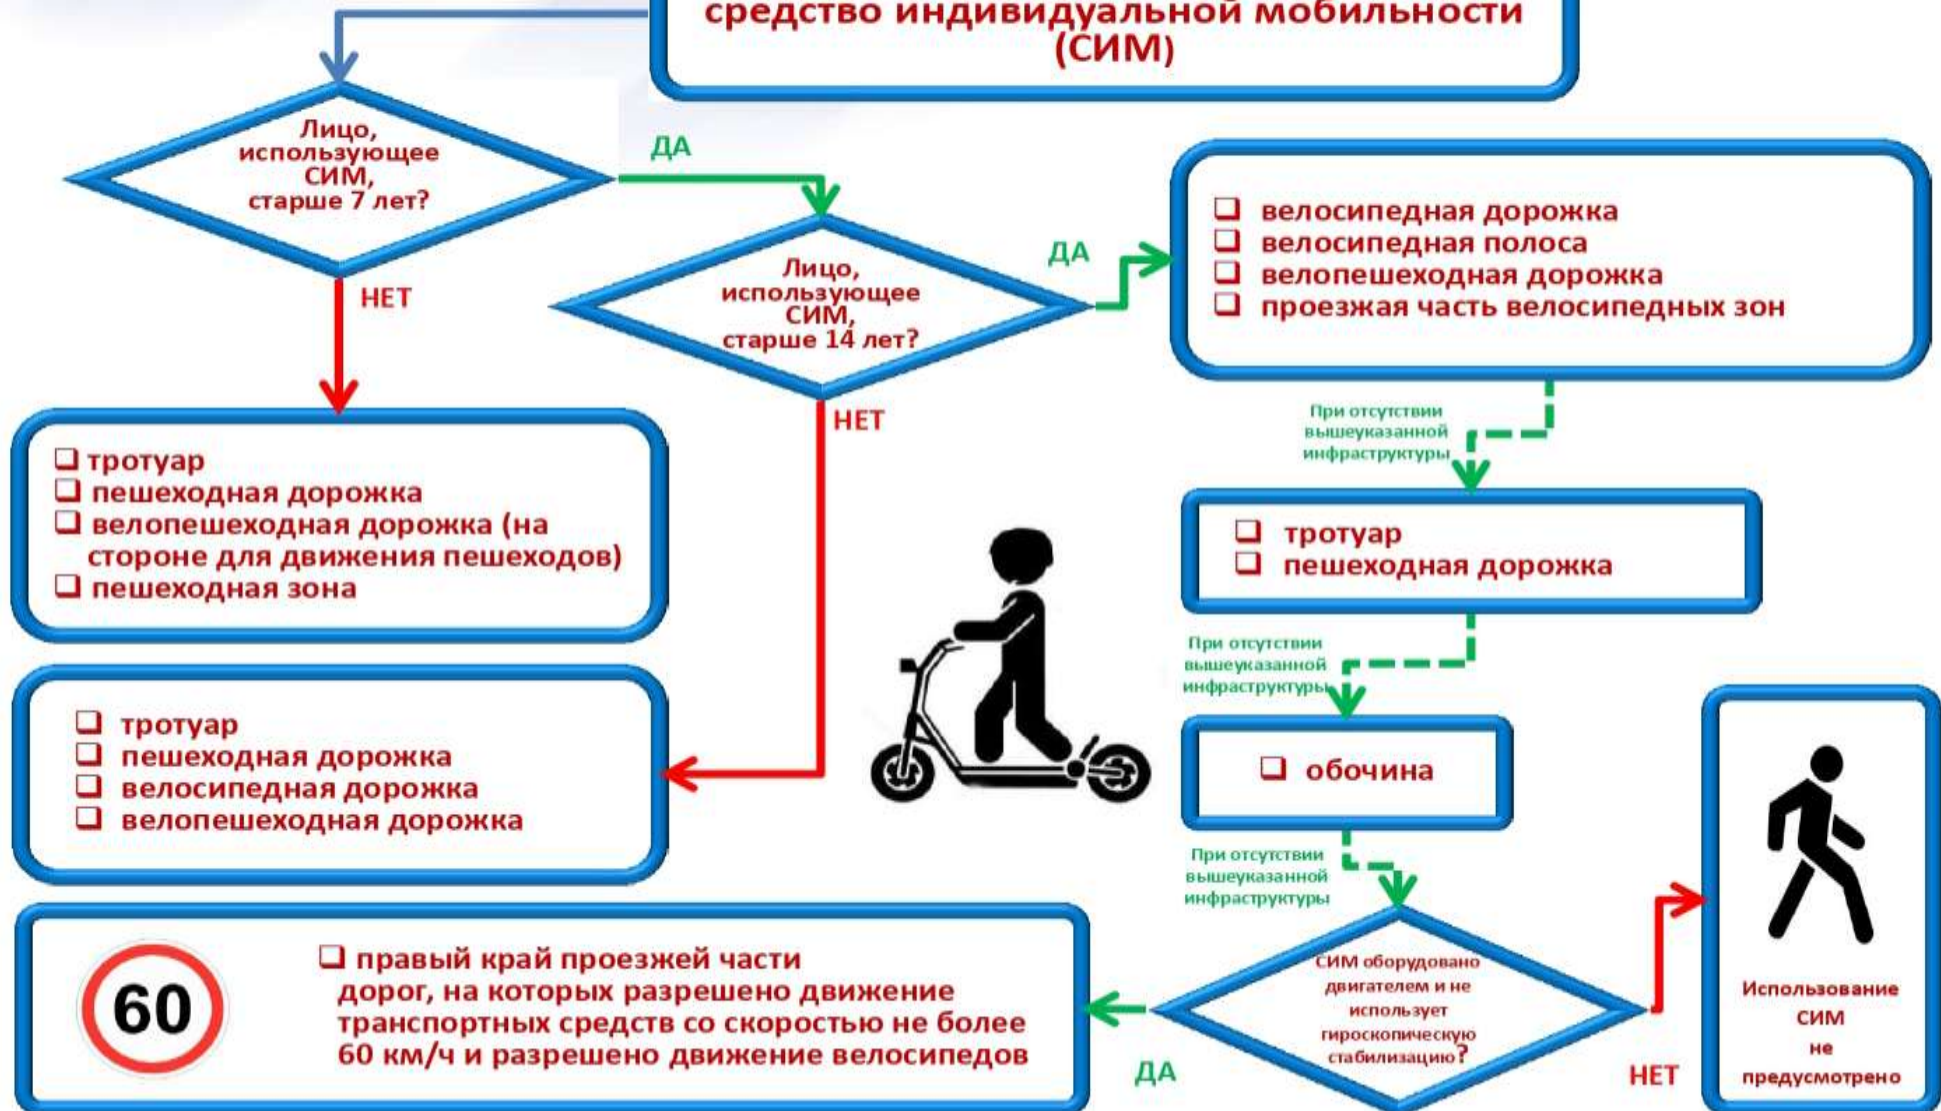 средство индивидуальной мобильности
(СИМ)
Лицо,
использующее
СИМ,
старше 7 лет?
ДА
НЕТ
Лицо,
использующее
СИМ,
старше 14 лет?
ДА
НЕТ
❑ велосипедная дорожка
❑ велосипедная полоса
❑ велопешеходная дорожка
❑ проезжая часть велосипедных зон
При отсутствии
вышеуказанной
инфраструктуры
❑ тротуар
❑ пешеходная дорожка
❑ велопешеходная дорожка (на
стороне для движения пешеходов)
❑ пешеходная зона
❑ тротуар
❑ пешеходная дорожка
При отсутствии
вышеуказанной
инфраструктуры
❑ тротуар
❑ пешеходная дорожка
❑ велосипедная дорожка
❑ велопешеходная дорожка
❑ обочина
При отсутствии
вышеуказанной
инфраструктуры
60
❑ правый край проезжей части
дорог, на которых разрешено движение
транспортных средств со скоростью не более
60 км/ч и разрешено движение велосипедов
СИМ оборудовано
двигателем и не
использует
гироскопическую
стабилизацию?
ДА
НЕТ
Использование
СИМ
не
предусмотрено